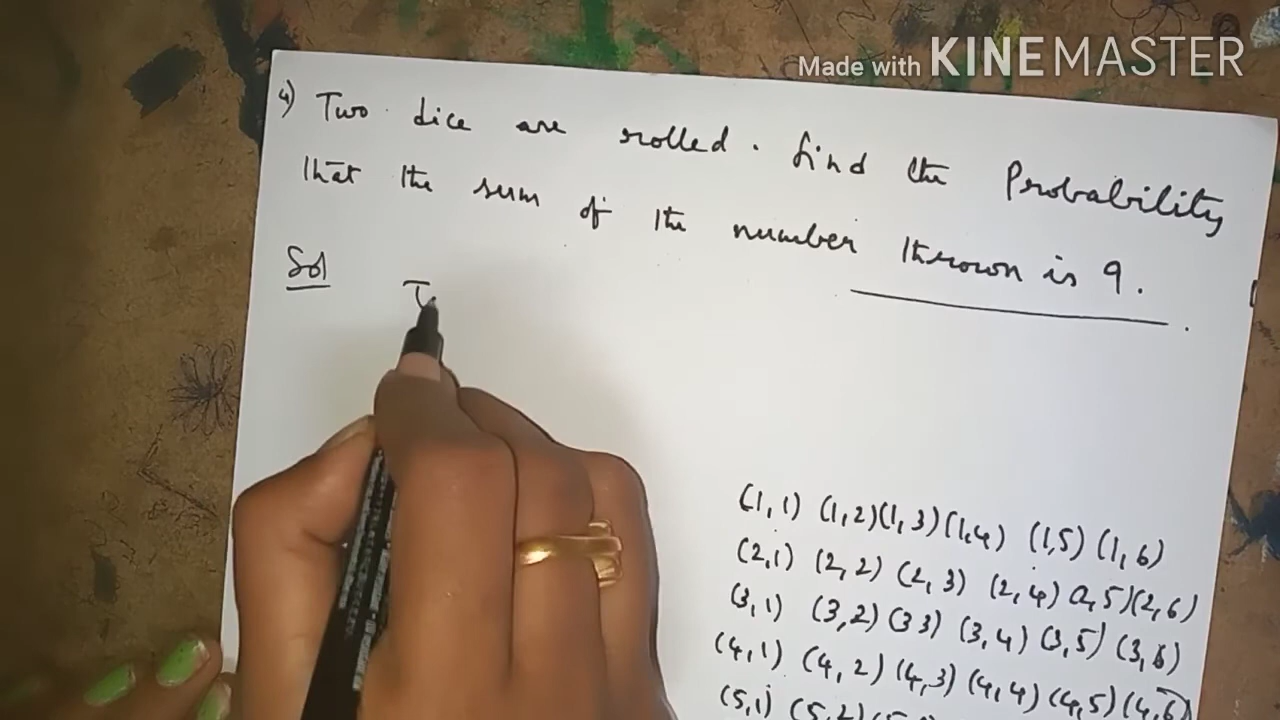 Made with KINEMASTER
4) Two dice are rolled. find the Probability
that the sum of the number thrown is 9.
Sol T
(1,1) (1,2)(1,3)(1,4) (1,5) (1,6)
(2,1) (2,2) (2,3) (2,4) (2,5)(2,6)
(3,1) (3,2) (3 3) (3,4) (3,5) (3,6)
(4,1) (4,2) (4,3) (4,4) (4,5) (4,6)
(5,1) (5,2)